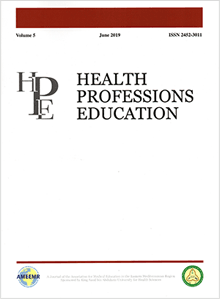 Volume 5 June 2019 ISSN 2452-3011
HPE
HEALTH
PROFESSIONS
EDUCATION
AMEEMR